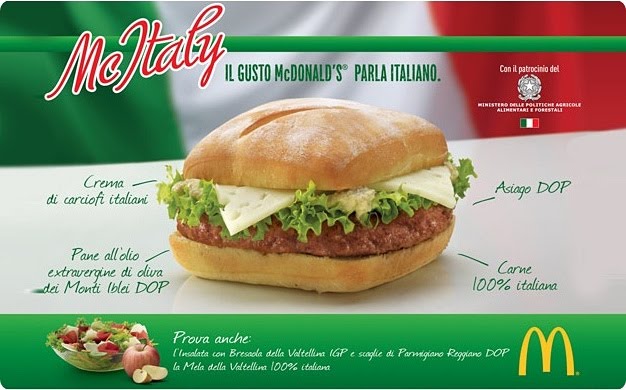 McItaly
IL GUSTO McDONALD'S® PARLA ITALIANO.
Con il patrocinio del
MINISTERO DELLE POLITICHE AGRICOLE
ALIMENTARI E FORESTALI
Crema
di carciofi italiani
Asiago DOP
Pane all'olio
extravergine di oliva
dei Monti Iblei DOP
Carne
100% italiana
Prova anche:
l'Insalata con Bresaola della Valtellina IGP e scaglie di Parmigiano Reggiano DOP
la Mela della Valtellina 100% italiana